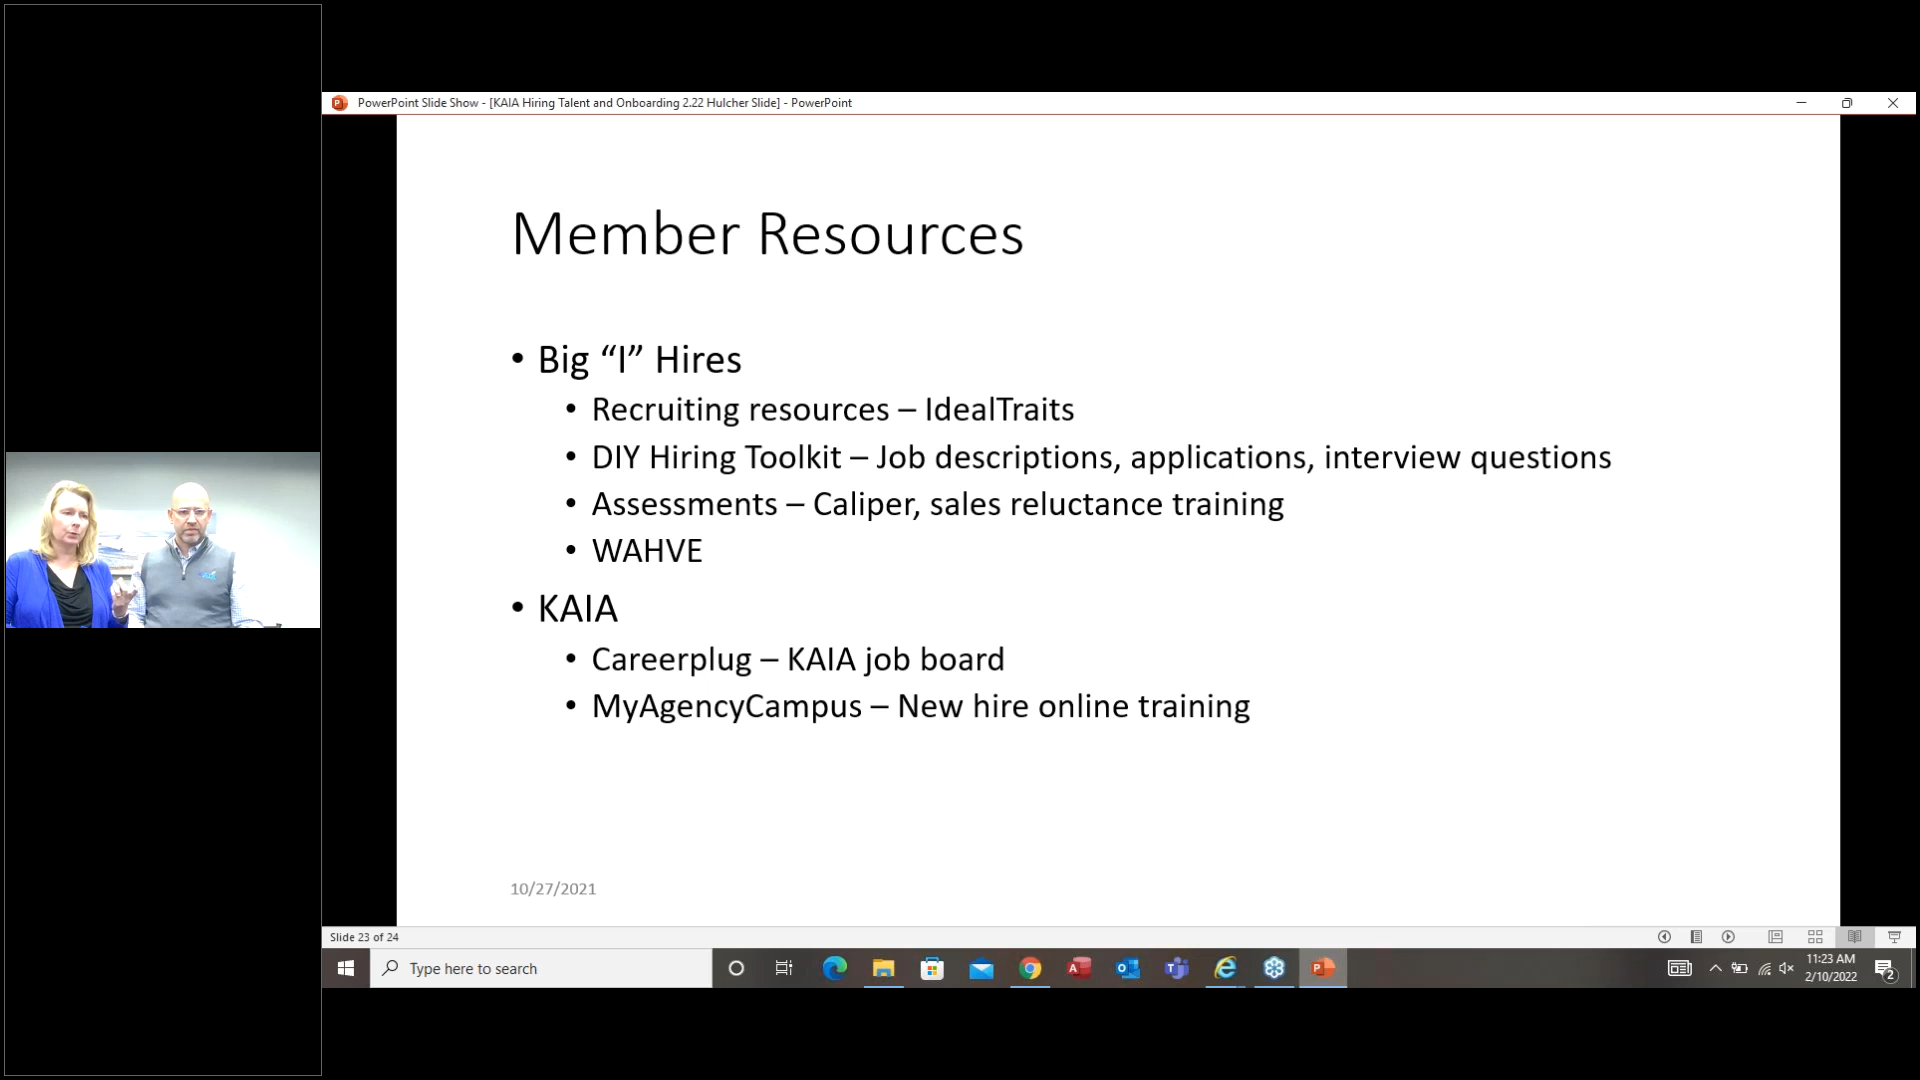 PowerPoint Slide Show - [KAIA Hiring Talent and Onboarding 2.22 Hulcher Slide] - PowerPoint
Member Resources
• Big “I” Hires
• Recruiting resources – IdealTraits
• DIY Hiring Toolkit – Job descriptions, applications, interview questions
• Assessments – Caliper, sales reluctance training
• WAHVE
• KAIA
• Careerplug – KAIA job board
• MyAgencyCampus – New hire online training
10/27/2021
Slide 23 of 24
Type here to search
11:23 AM
2/10/2022
2